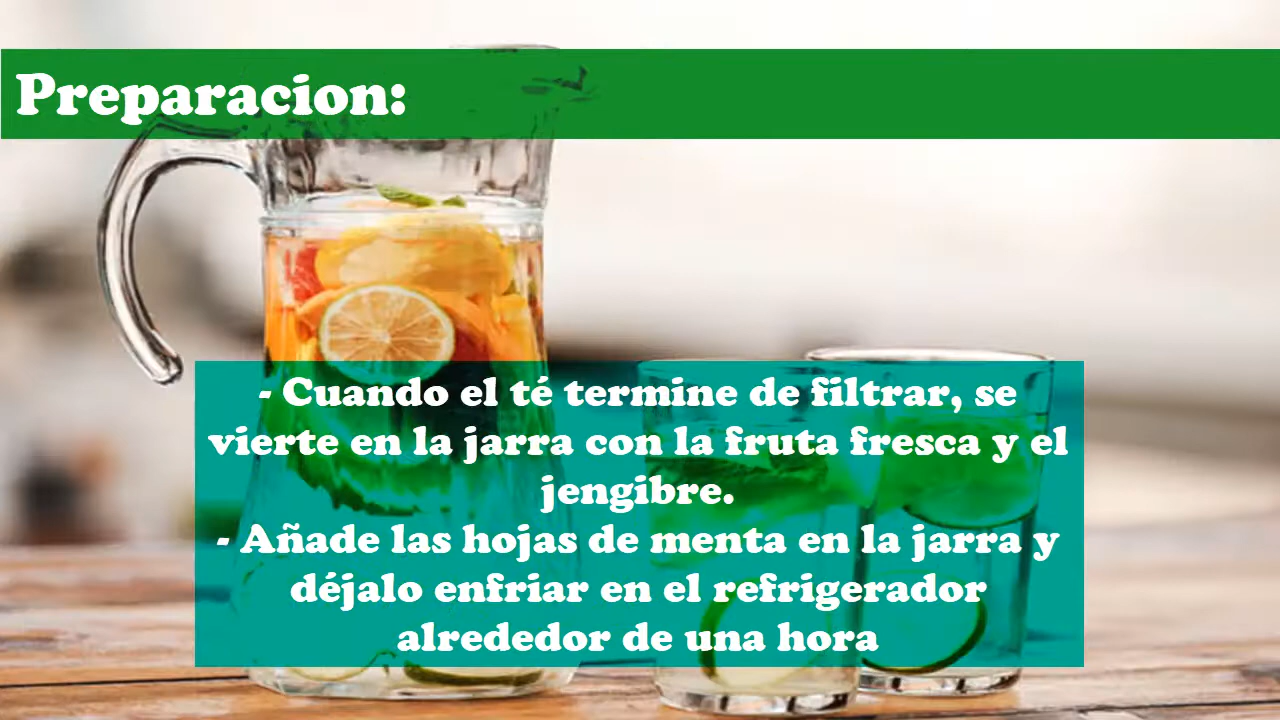 Preparacion:
- Cuando el té termine de filtrar, se
vierte en la jarra con la fruta fresca y el
jengibre.
- Añade las hojas de menta en la jarra y
déjalo enfriar en el refrigerador
alrededor de una hora